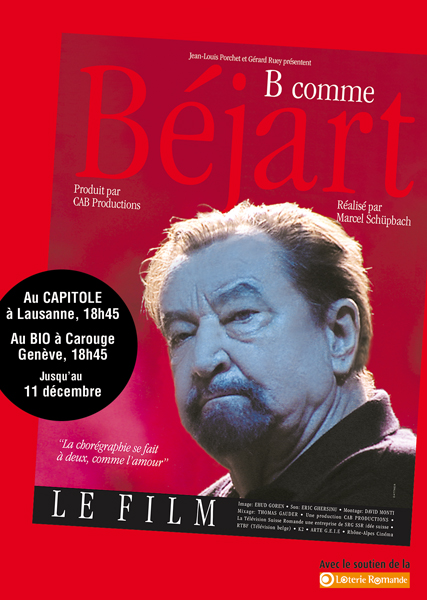 Jean-Louis Porchet et Gérard Ruey présentent
B comme
Béjart
Produit par
CAB Productions
Réalisé par
Marcel Schüpbach
Au CAPITOLE
à Lausanne, 18h45
Au BIO à Carouge
Genève, 18h45
Jusqu'au
11 décembre
“La chorégraphie se fait
à deux, comme l'amour”
LE FILM
Image: EHUD GOREN • Son: ERIC GHERSINU • Montage: DAVID MONTI
Mixage: THOMAS GAUDER • Une production CAB PRODUCTIONS •
La Télévision Suisse Romande une entreprise de SRG SSR idée suisse •
RTBF (Télévision belge) • K2 • ARTE G.E.I.E • Rhône-Alpes Cinéma
Avec le soutien de la
Loterie Romande